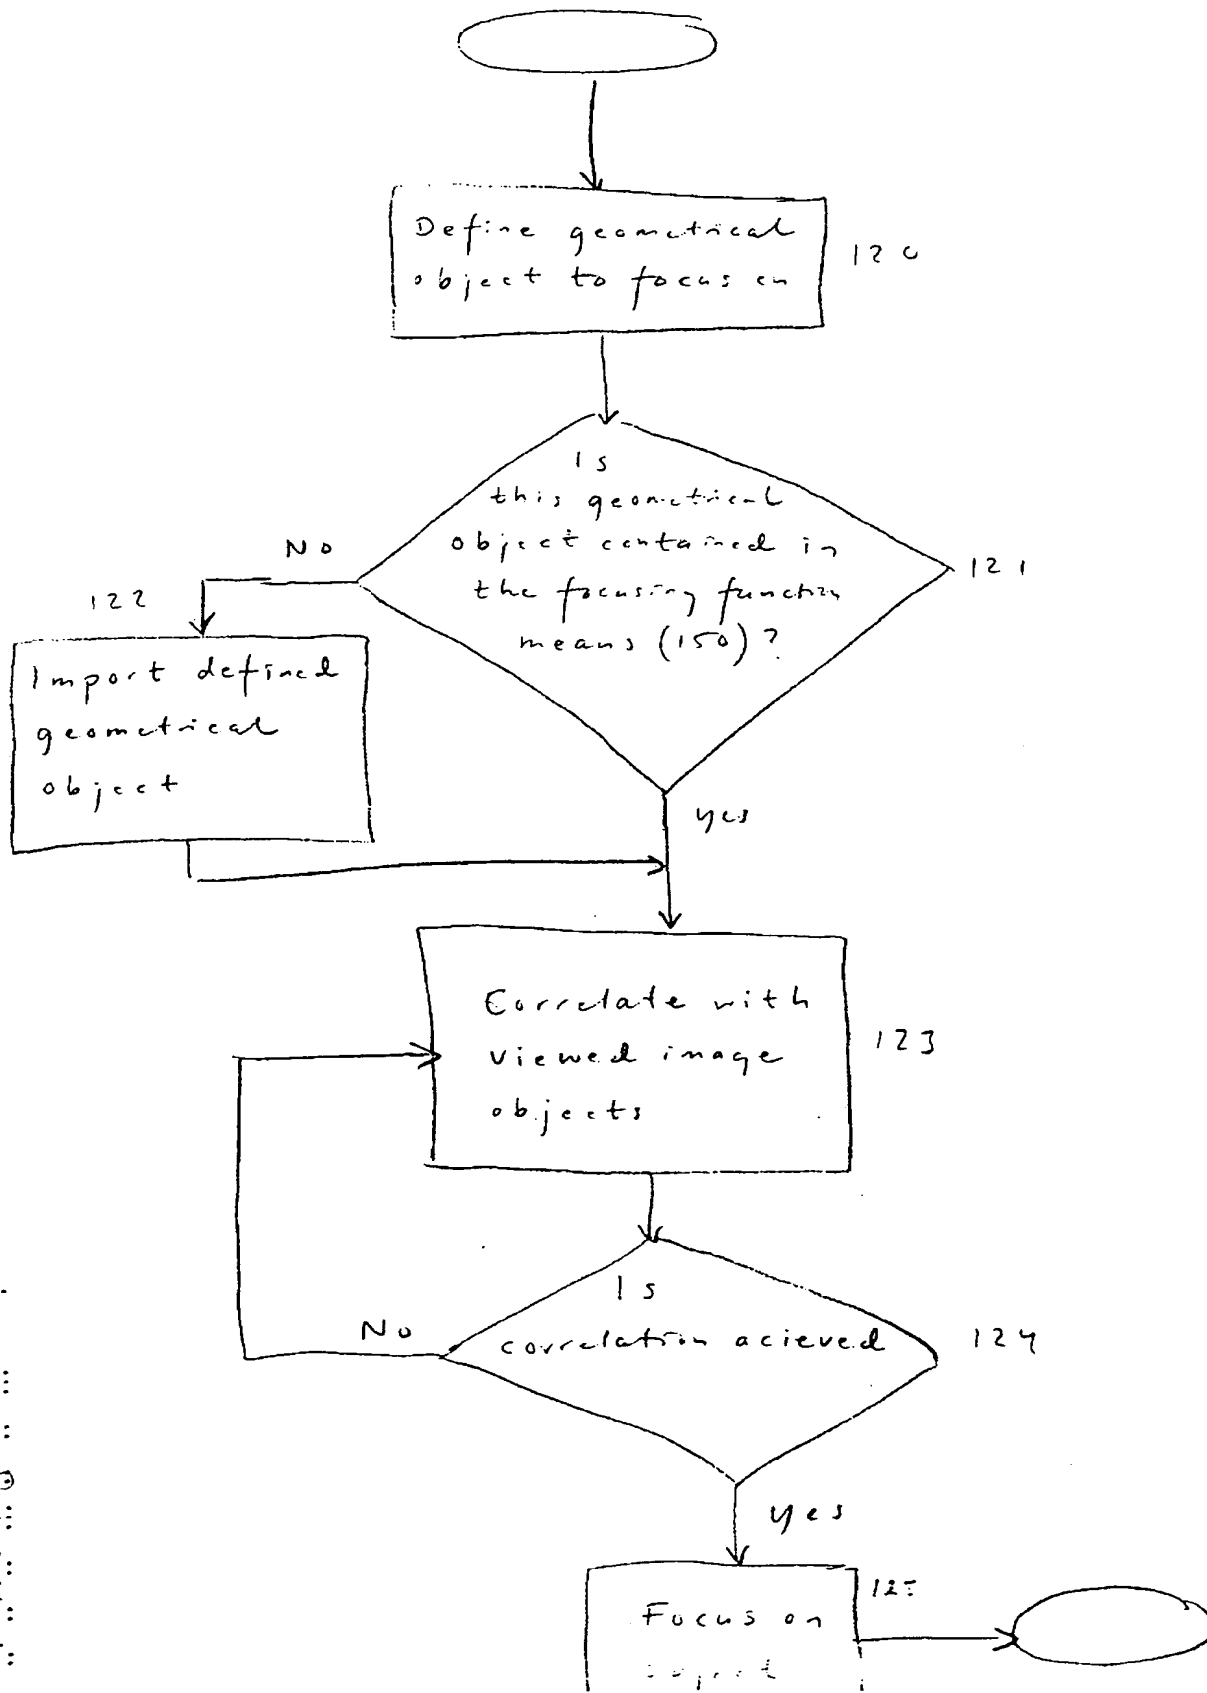 Define geometrical
object to focus on
120
Is
this geometrical
object contained in
the focusing function
means (150)?
121
No
122
Import defined
geometrical
object
yes
Correlate with
viewed image
objects
123
Is
correlation acieved
124
No
yes
Focus on